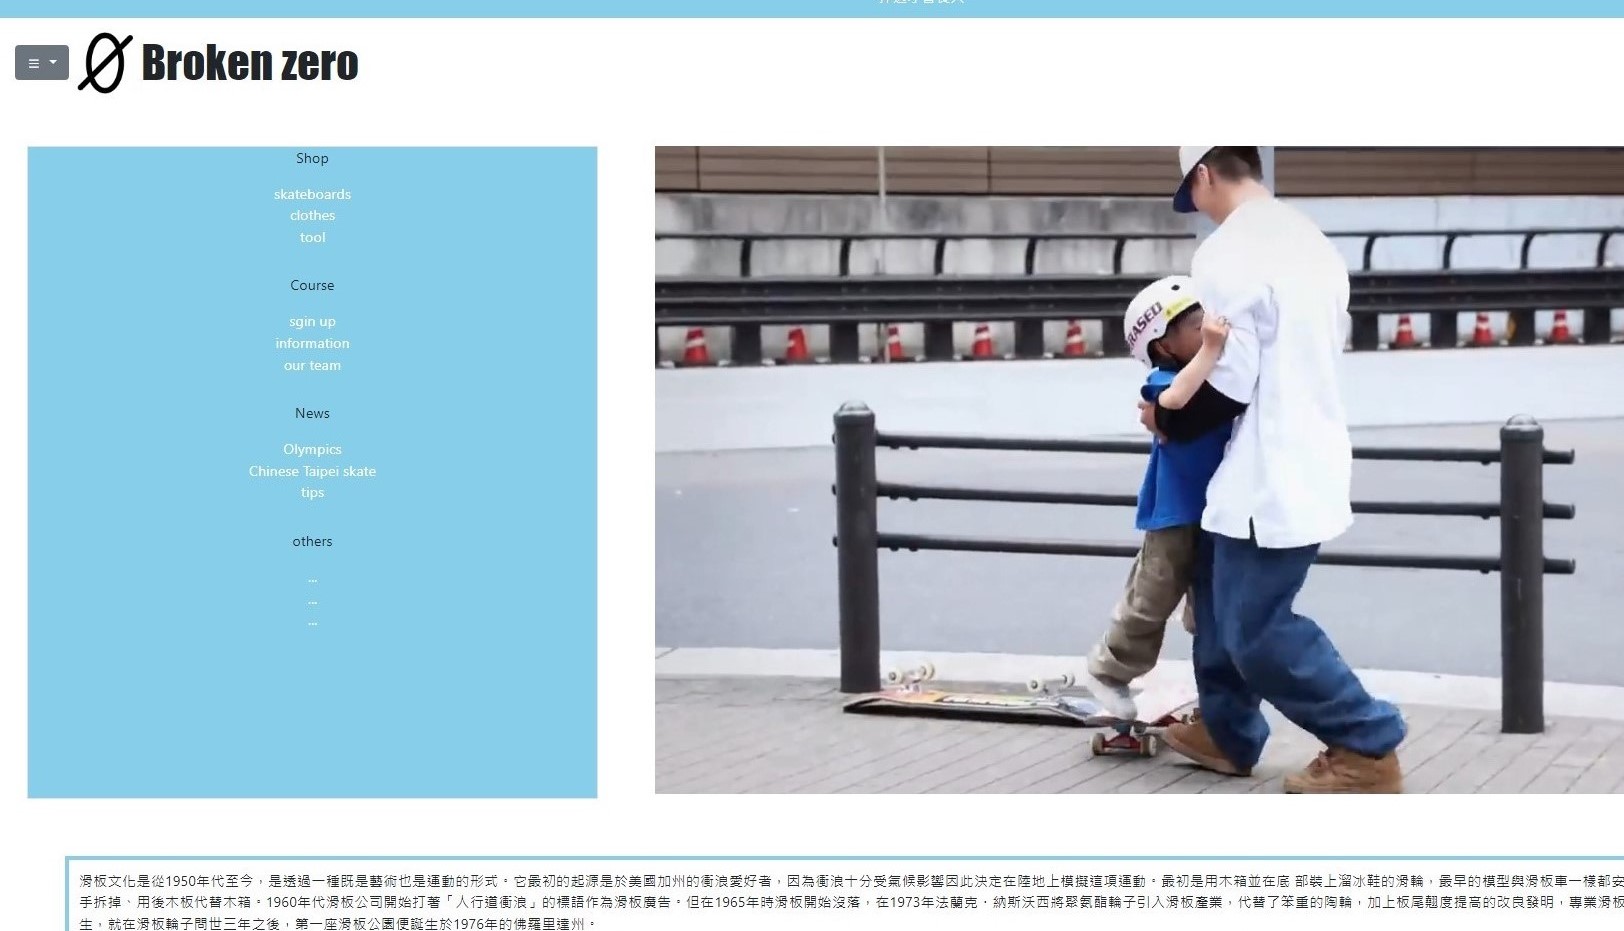 Broken zero
Shop
skateboards
clothes
tool
Course
sgin up
information
our team
News
Olympics
Chinese Taipei skate
tips
others
...
...
...
滑板文化是從1950年代至今，是透過一種既是藝術也是運動的形式。它最初的起源是於美國加州的衝浪愛好者，因為衝浪十分受氣候影響因此決定在陸地上模擬這項運動。最初是用木箱並在底 部裝上溜冰鞋的滑輪，最早的模型與滑板車一樣都安
手拆掉、用後木板代替木箱。1960年代滑板公司開始打著「人行道衝浪」的標語作為滑板廣告。但在1965年時滑板開始沒落，在1973年法蘭克・納斯沃西將聚氨酯輪子引入滑板產業，代替了笨重的陶輪，加上板尾翹度提高的改良發明，專業滑板
生，就在滑板輪子問世三年之後，第一座滑板公園便誕生於1976年的佛羅里達州。